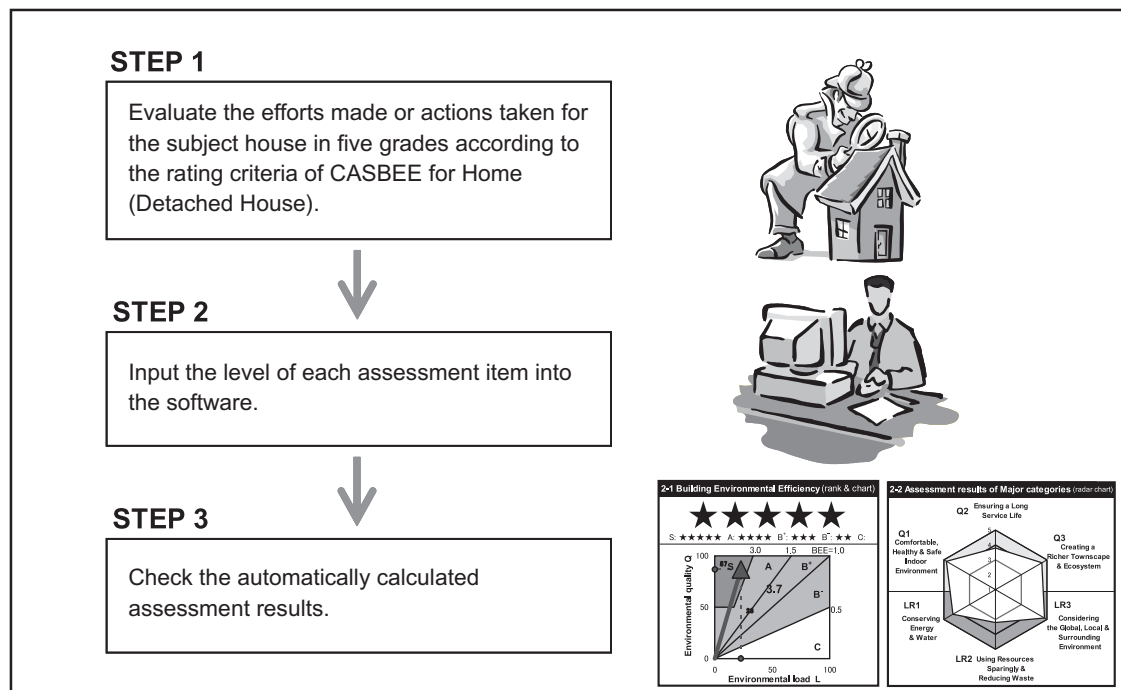 STEP 1
Evaluate the efforts made or actions taken for
the subject house in five grades according to
the rating criteria of CASBEE for Home
(Detached House).
STEP 2
Input the level of each assessment item into
the software.
STEP 3
Check the automatically calculated
assessment results.
2-1 Building Environmental Efficiency (rank & chart)
★★★★★
S: ★★★★★ A: ★★★★ B⁺: ★★★ B⁻: ★★ C:
3.0 1.5 BEE=1.0
Environmental quality Q
100
87
S
A
B⁺
3.7
B⁻
50
0.5
C
0
0 50 100
Environmental load L
2-2 Assessment results of Major categories (radar chart)
Q2 Ensuring a Long
Service Life
Q1
Comfortable,
Healthy & Safe
Indoor
Environment
Q3
Creating a
Richer Townscape
& Ecosystem
5
4
3
2
1
LR1
Conserving
Energy
& Water
LR3
Considering
the Global, Local &
Surrounding
Environment
LR2 Using Resources
Sparingly &
Reducing Waste